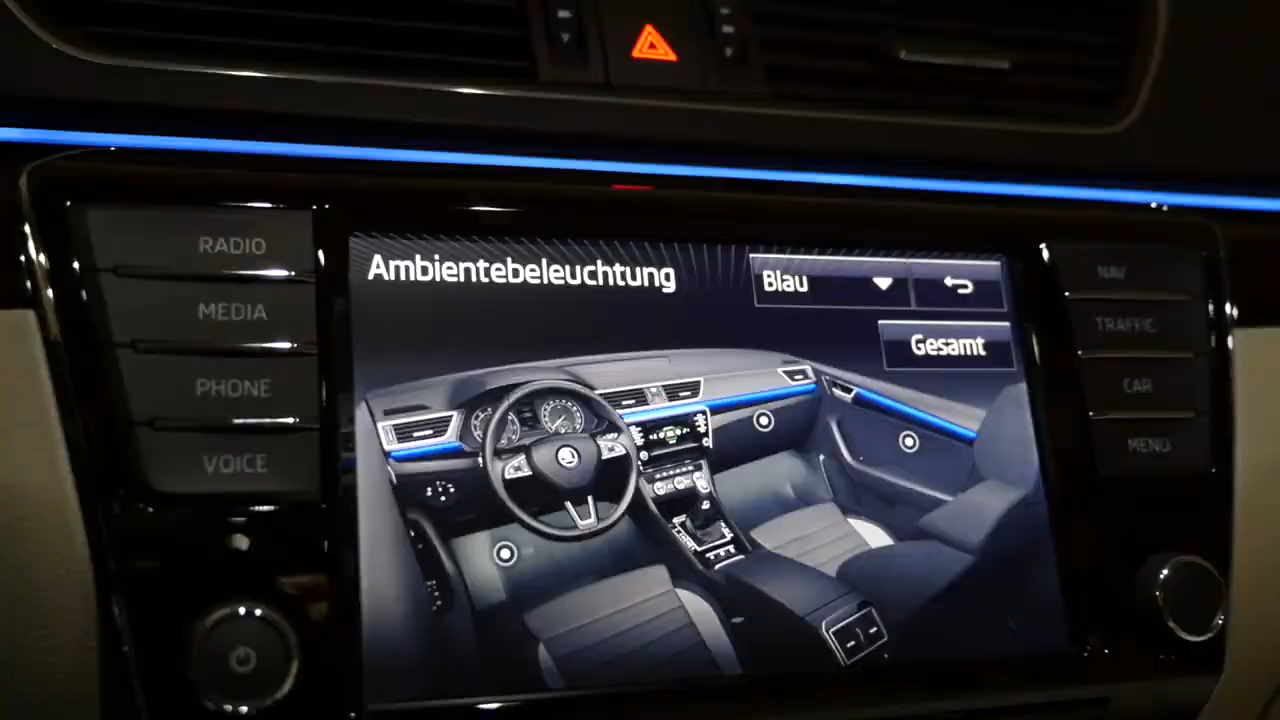 RADIO
MEDIA
PHONE
VOICE
Ambientebeleuchtung
Blau
Gesamt
NAV
TRAFFIC
CAR
MENU